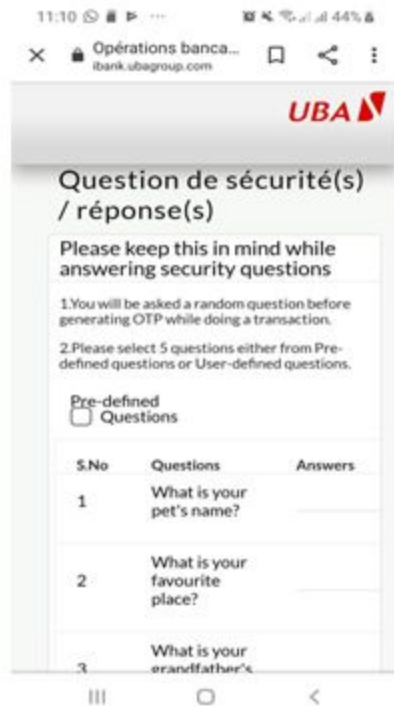 11:10
44%
Opérations banca...
ibank.ubagroup.com
UBA
Question de sécurité(s)
/ réponse(s)
Please keep this in mind while
answering security questions
1.You will be asked a random question before
generating OTP while doing a transaction.
2.Please select 5 questions either from Pre-
defined questions or User-defined questions.
Pre-defined
Questions
S.No Questions Answers
1 What is your
pet's name?
2 What is your
favourite
place?
3 What is your
grandfather's